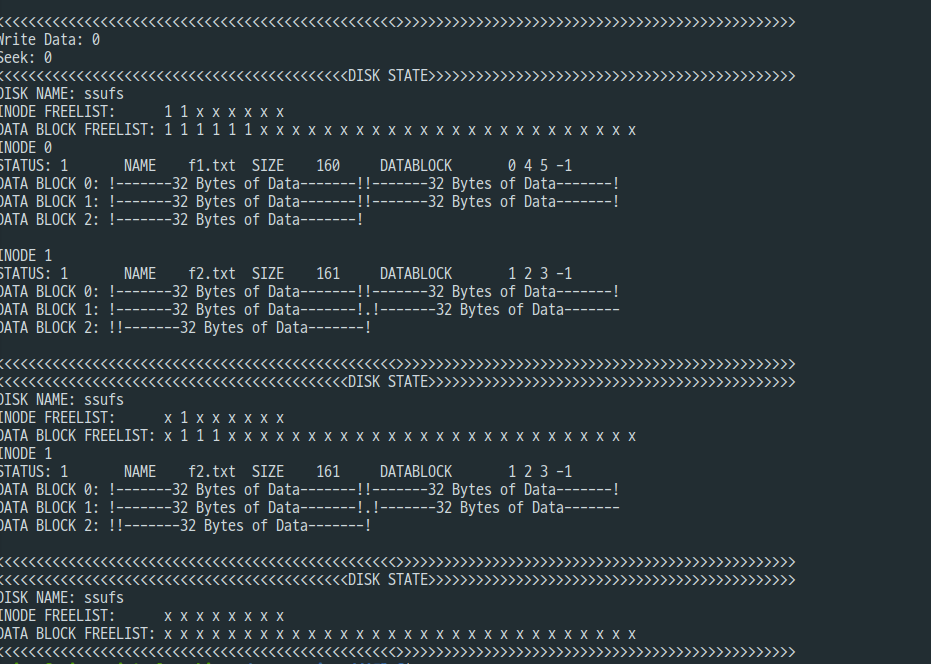 <<<<<<<<<<<<<<<<<<<<<<<<<<<<<<<<<<<<<<<<<<<<<<<<<<>>>>>>>>>>>>>>>>>>>>>>>>>>>>>>>>>>>>>>>>>>>>>>>>>>
Write Data: 0
Seek: 0
<<<<<<<<<<<<<<<<<<<<<<<<<<<<<<<<<<<<<<<<<<<<DISK STATE>>>>>>>>>>>>>>>>>>>>>>>>>>>>>>>>>>>>>>>>>>>>>>
DISK NAME: ssufs
INODE FREELIST:      1 1 x x x x x x
DATA BLOCK FREELIST: 1 1 1 1 1 1 x x x x x x x x x x x x x x x x x x x x x x x x
INODE 0
STATUS: 1       NAME    f1.txt  SIZE    160     DATABLOCK       0 4 5 -1
DATA BLOCK 0: !-------32 Bytes of Data-------!!-------32 Bytes of Data-------!
DATA BLOCK 1: !-------32 Bytes of Data-------!!-------32 Bytes of Data-------!
DATA BLOCK 2: !-------32 Bytes of Data-------!
INODE 1
STATUS: 1       NAME    f2.txt  SIZE    161     DATABLOCK       1 2 3 -1
DATA BLOCK 0: !-------32 Bytes of Data-------!!-------32 Bytes of Data-------!
DATA BLOCK 1: !-------32 Bytes of Data-------!.!-------32 Bytes of Data-------
DATA BLOCK 2: !!-------32 Bytes of Data-------!
<<<<<<<<<<<<<<<<<<<<<<<<<<<<<<<<<<<<<<<<<<<<<<<<<<>>>>>>>>>>>>>>>>>>>>>>>>>>>>>>>>>>>>>>>>>>>>>>>>>>
<<<<<<<<<<<<<<<<<<<<<<<<<<<<<<<<<<<<<<<<<<<<DISK STATE>>>>>>>>>>>>>>>>>>>>>>>>>>>>>>>>>>>>>>>>>>>>>>
DISK NAME: ssufs
INODE FREELIST:      x 1 x x x x x x
DATA BLOCK FREELIST: x 1 1 1 x x x x x x x x x x x x x x x x x x x x x x x x x x
INODE 1
STATUS: 1       NAME    f2.txt  SIZE    161     DATABLOCK       1 2 3 -1
DATA BLOCK 0: !-------32 Bytes of Data-------!!-------32 Bytes of Data-------!
DATA BLOCK 1: !-------32 Bytes of Data-------!.!-------32 Bytes of Data-------
DATA BLOCK 2: !!-------32 Bytes of Data-------!
<<<<<<<<<<<<<<<<<<<<<<<<<<<<<<<<<<<<<<<<<<<<<<<<<<>>>>>>>>>>>>>>>>>>>>>>>>>>>>>>>>>>>>>>>>>>>>>>>>>>
<<<<<<<<<<<<<<<<<<<<<<<<<<<<<<<<<<<<<<<<<<<<DISK STATE>>>>>>>>>>>>>>>>>>>>>>>>>>>>>>>>>>>>>>>>>>>>>>
DISK NAME: ssufs
INODE FREELIST:      x x x x x x x x
DATA BLOCK FREELIST: x x x x x x x x x x x x x x x x x x x x x x x x x x x x x x
<<<<<<<<<<<<<<<<<<<<<<<<<<<<<<<<<<<<<<<<<<<<<<<<<<>>>>>>>>>>>>>>>>>>>>>>>>>>>>>>>>>>>>>>>>>>>>>>>>>>